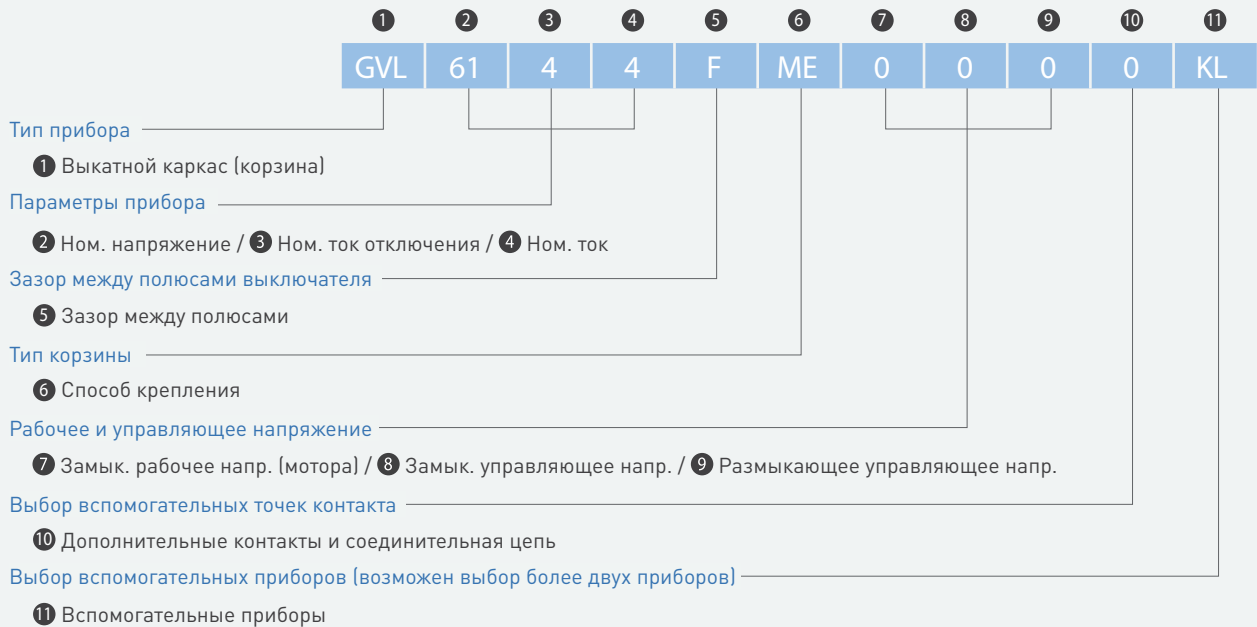 1 2 3 4 5 6 7 8 9 10 11
GVL 61 4 4 F ME 0 0 0 0 KL
Тип прибора
1 Выкатной каркас (корзина)
Параметры прибора
2 Ном. напряжение / 3 Ном. ток отключения / 4 Ном. ток
Зазор между полюсами выключателя
5 Зазор между полюсами
Тип корзины
6 Способ крепления
Рабочее и управляющее напряжение
7 Замык. рабочее напр. (мотора) / 8 Замык. управляющее напр. / 9 Размыкающее управляющее напр.
Выбор вспомогательных точек контакта
10 Дополнительные контакты и соединительная цепь
Выбор вспомогательных приборов (возможен выбор более двух приборов)
11 Вспомогательные приборы